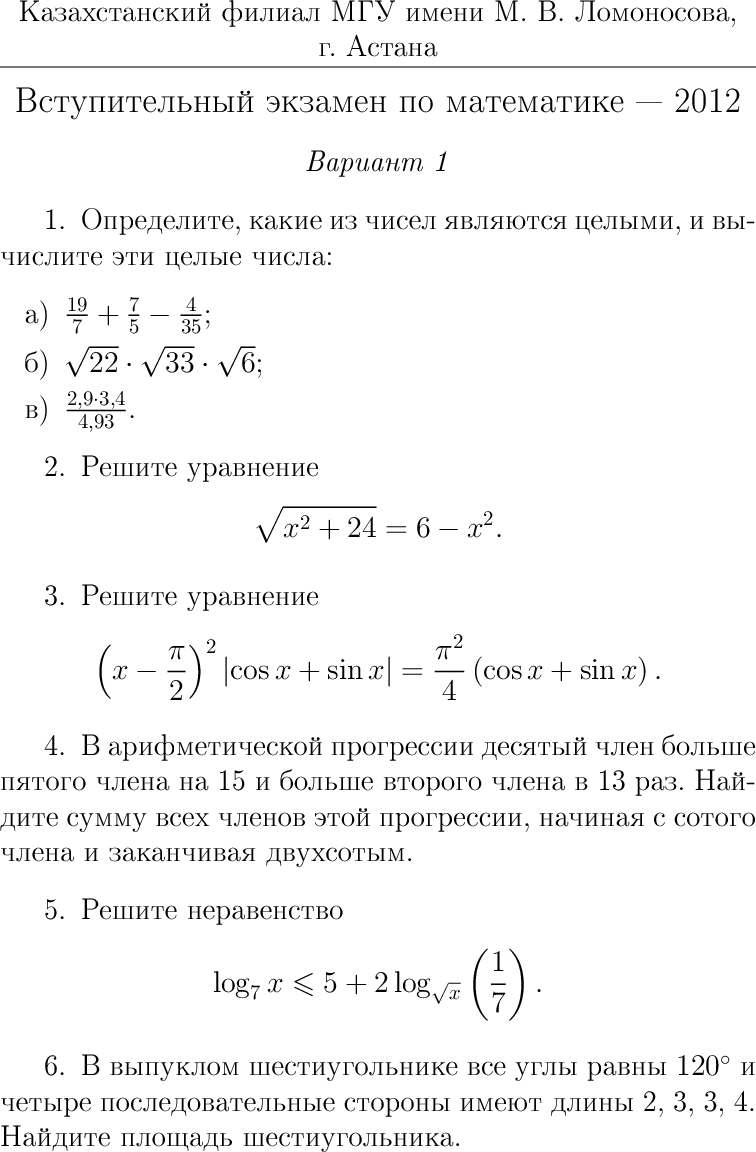 Казахстанский филиал МГУ имени М. В. Ломоносова,
г. Астана
Вступительный экзамен по математике — 2012
Вариант 1
1. Определите, какие из чисел являются целыми, и вы-
числите эти целые числа:
а) $\frac{19}{7} + \frac{7}{5} - \frac{4}{35}$;
б) $\sqrt{22} \cdot \sqrt{33} \cdot \sqrt{6}$;
в) $\frac{2,9 \cdot 3,4}{4,93}$.
2. Решите уравнение
$\sqrt{x^2 + 24} = 6 - x^2.$
3. Решите уравнение
$\left(x - \frac{\pi}{2}\right)^2 |\cos x + \sin x| = \frac{\pi^2}{4} (\cos x + \sin x).$
4. В арифметической прогрессии десятый член больше
пятого члена на 15 и больше второго члена в 13 раз. Най-
дите сумму всех членов этой прогрессии, начиная с сотого
члена и заканчивая двухсотым.
5. Решите неравенство
$\log_7 x \leqslant 5 + 2 \log_{\sqrt{x}} \left(\frac{1}{7}\right).$
6. В выпуклом шестиугольнике все углы равны 120° и
четыре последовательные стороны имеют длины 2, 3, 3, 4.
Найдите площадь шестиугольника.